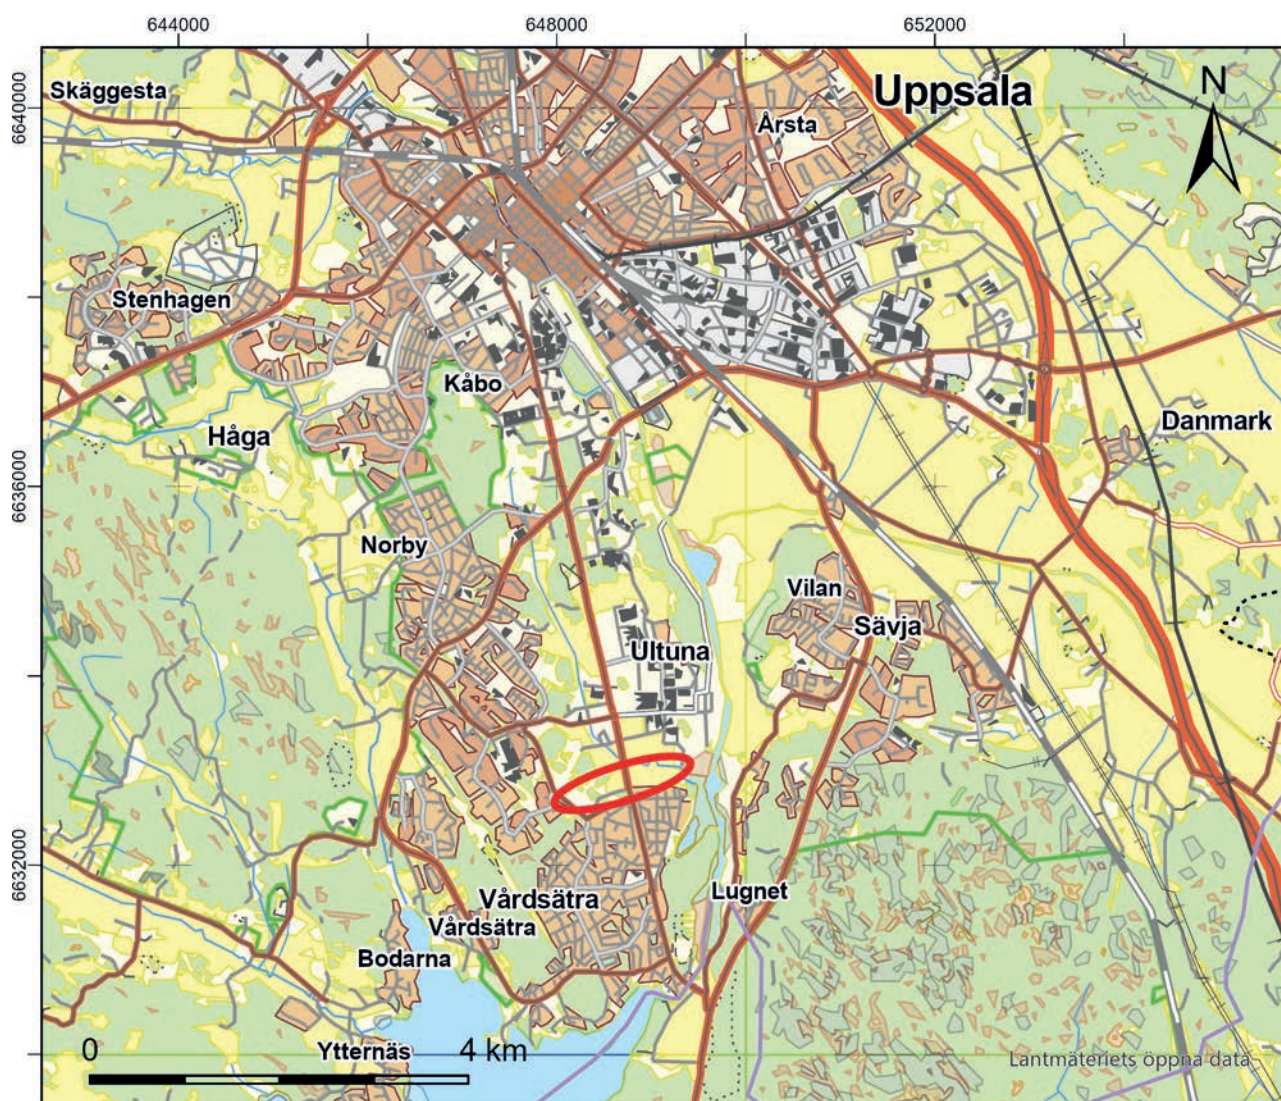 644000
648000
652000
Uppsala
N
Skäggesta
6640000
Årsta
Stenhagen
Kåbo
Håga
Danmark
6636000
Norby
Vilan
Sävja
Ultuna
6632000
Vårdsätra
Lugnet
Vårdsätra
Bodarna
Ytternäs
0 4 km
Lantmäteriets öppna data